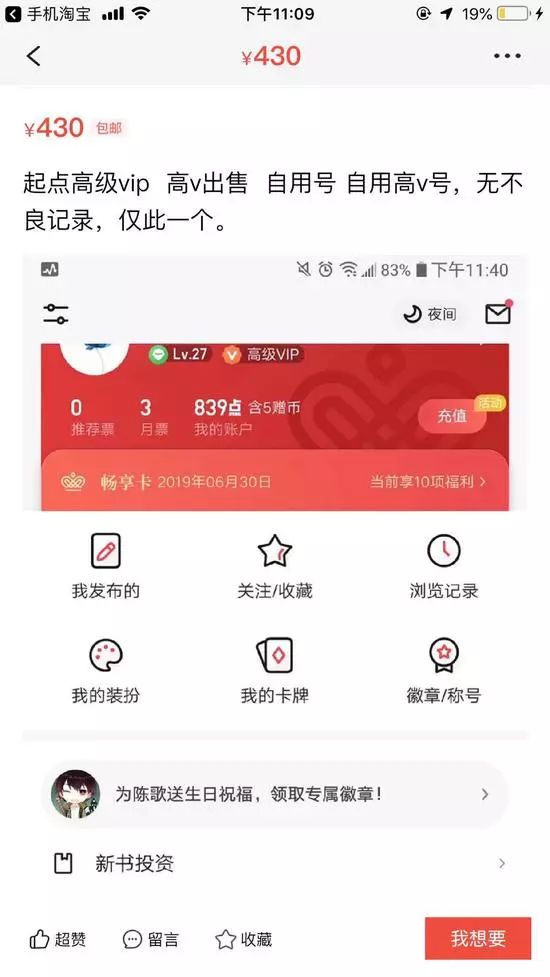 手机淘宝 下午11:09 19%
¥430
¥430 包邮
起点高级vip 高v出售 自用号 自用高v号，无不
良记录，仅此一个。
83% 下午11:40
夜间
Lv.27 高级VIP
0 3 839点 含5赠币 充值 活动
推荐票 月票 我的账户
畅享卡 2019年06月30日 当前享10项福利
我发布的 关注/收藏 浏览记录
我的装扮 我的卡牌 徽章/称号
为陈歌送生日祝福，领取专属徽章！
新书投资
超赞 留言 收藏 我想要